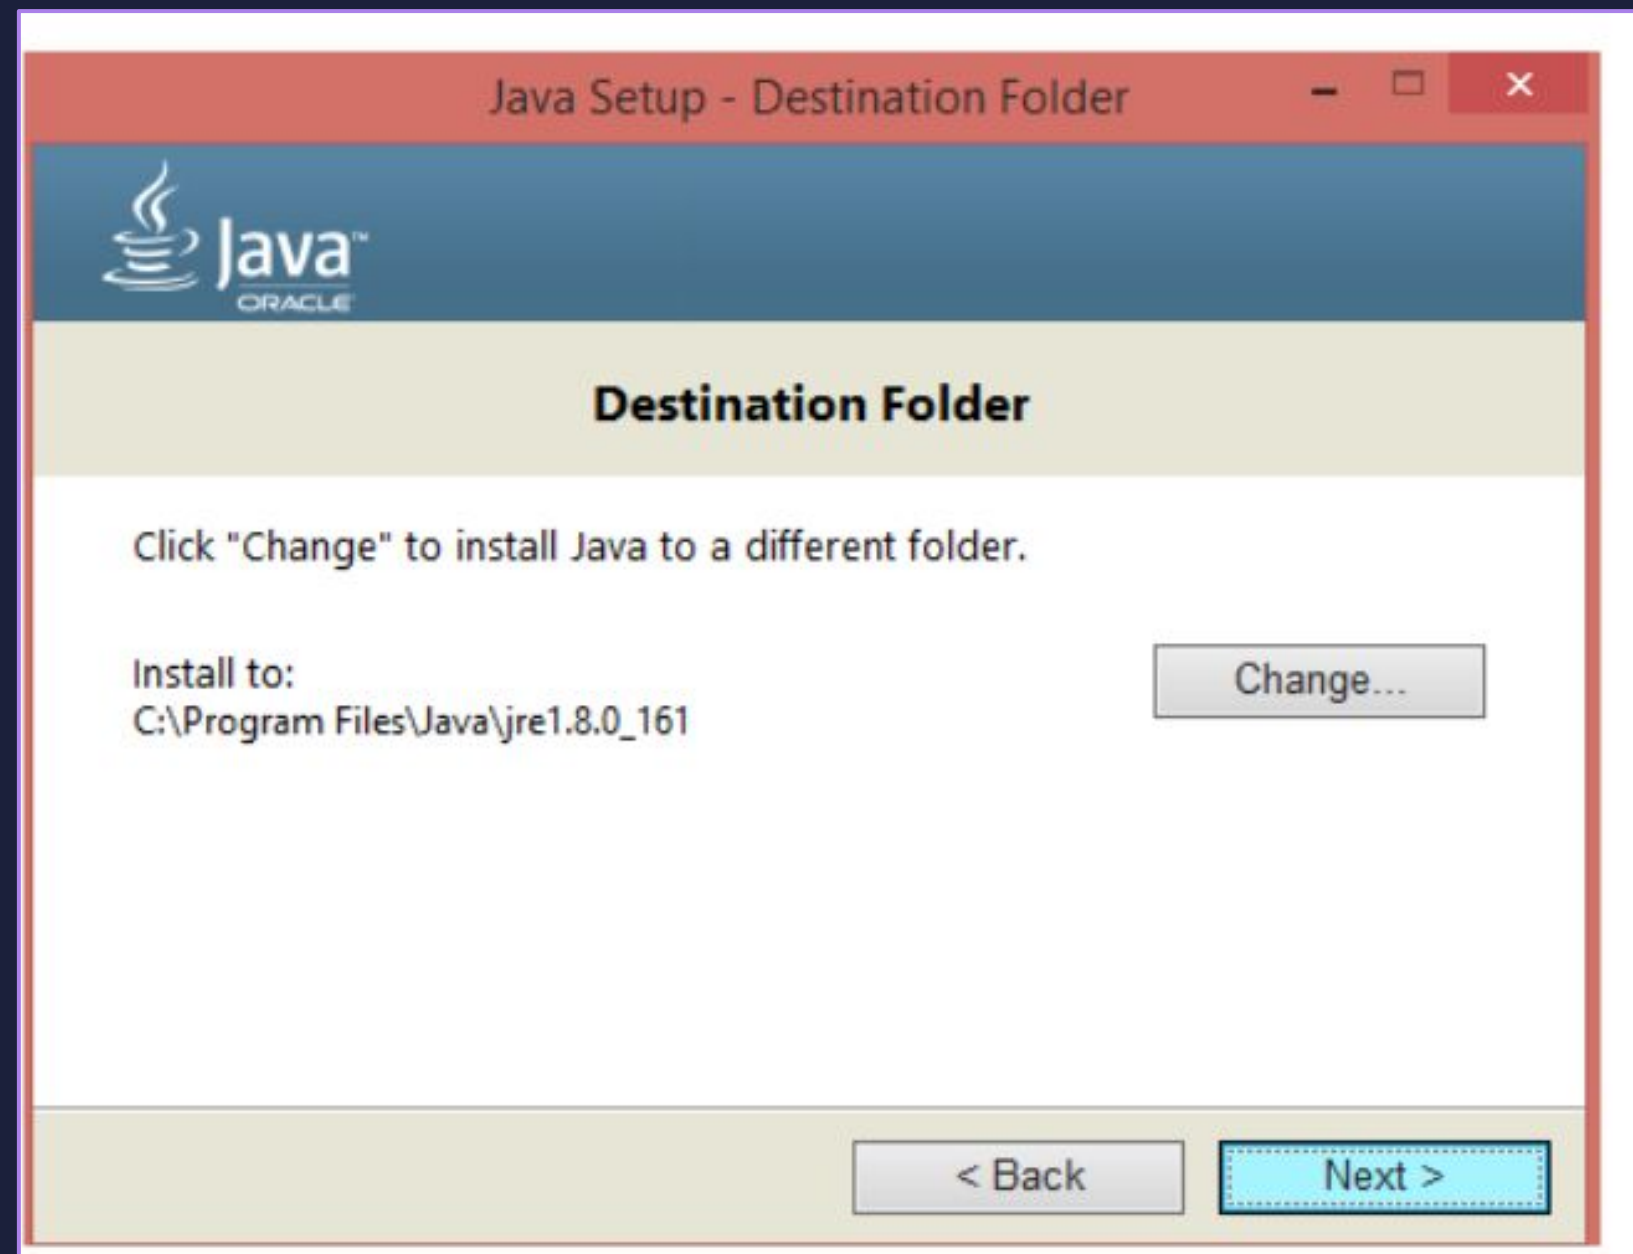 Java Setup - Destination Folder
Java™
ORACLE
Destination Folder
Click "Change" to install Java to a different folder.
Install to:
Change...
C:\Program Files\Java\jre1.8.0_161
< Back
Next >